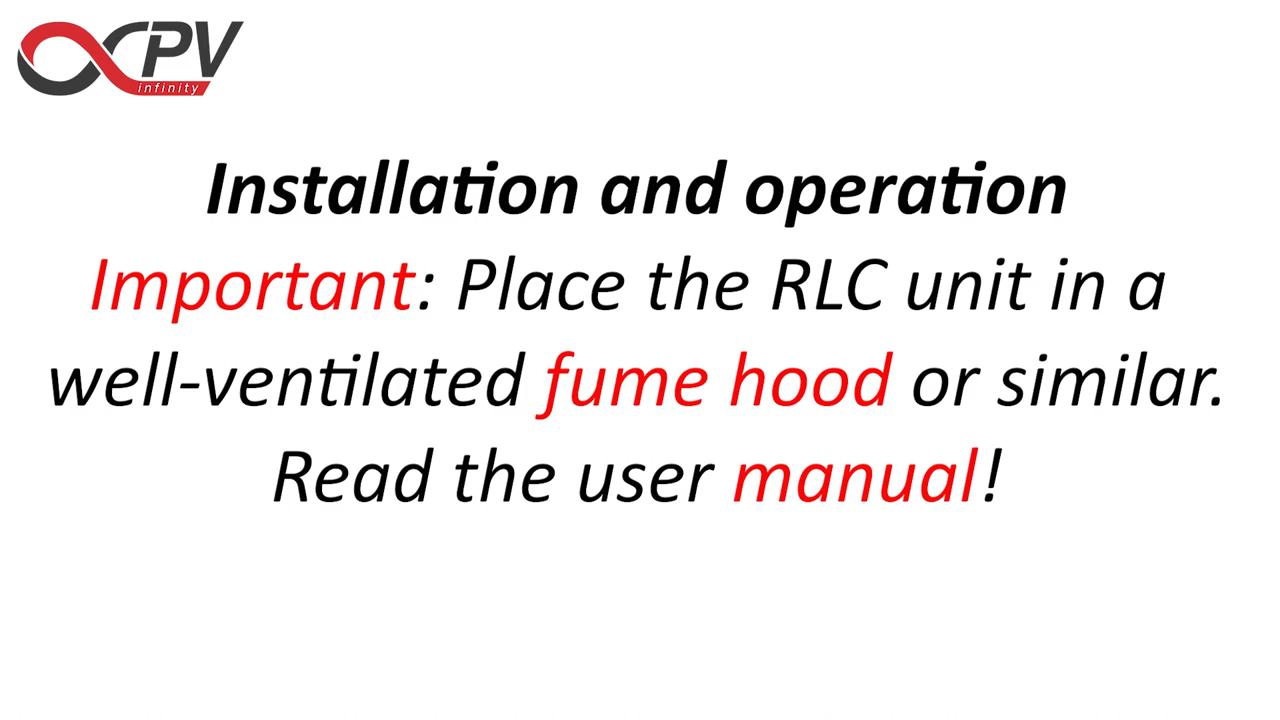 PV
infinity
Installation and operation
Important: Place the RLC unit in a
well-ventilated fume hood or similar.
Read the user manual!